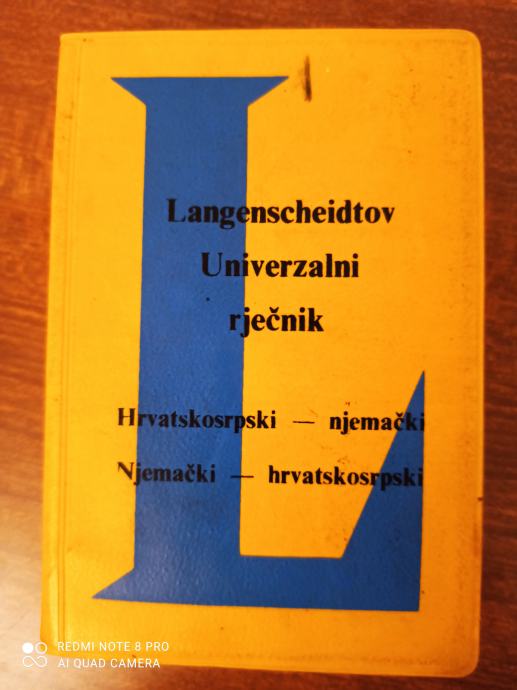 Langenscheidtov
Univerzalni
rječnik
Hrvatskosrpski — njemački
Njemački — hrvatskosrpski
L
REDMI NOTE 8 PRO
AI QUAD CAMERA